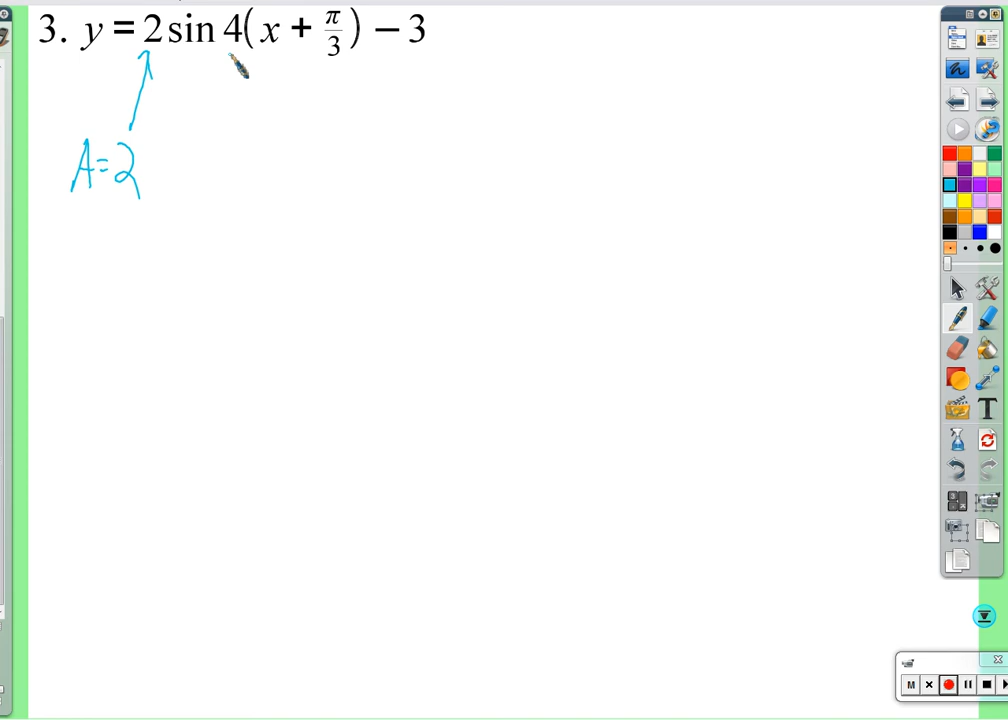 3. y = 2 sin 4(x + π/3) − 3
A=2
T
M